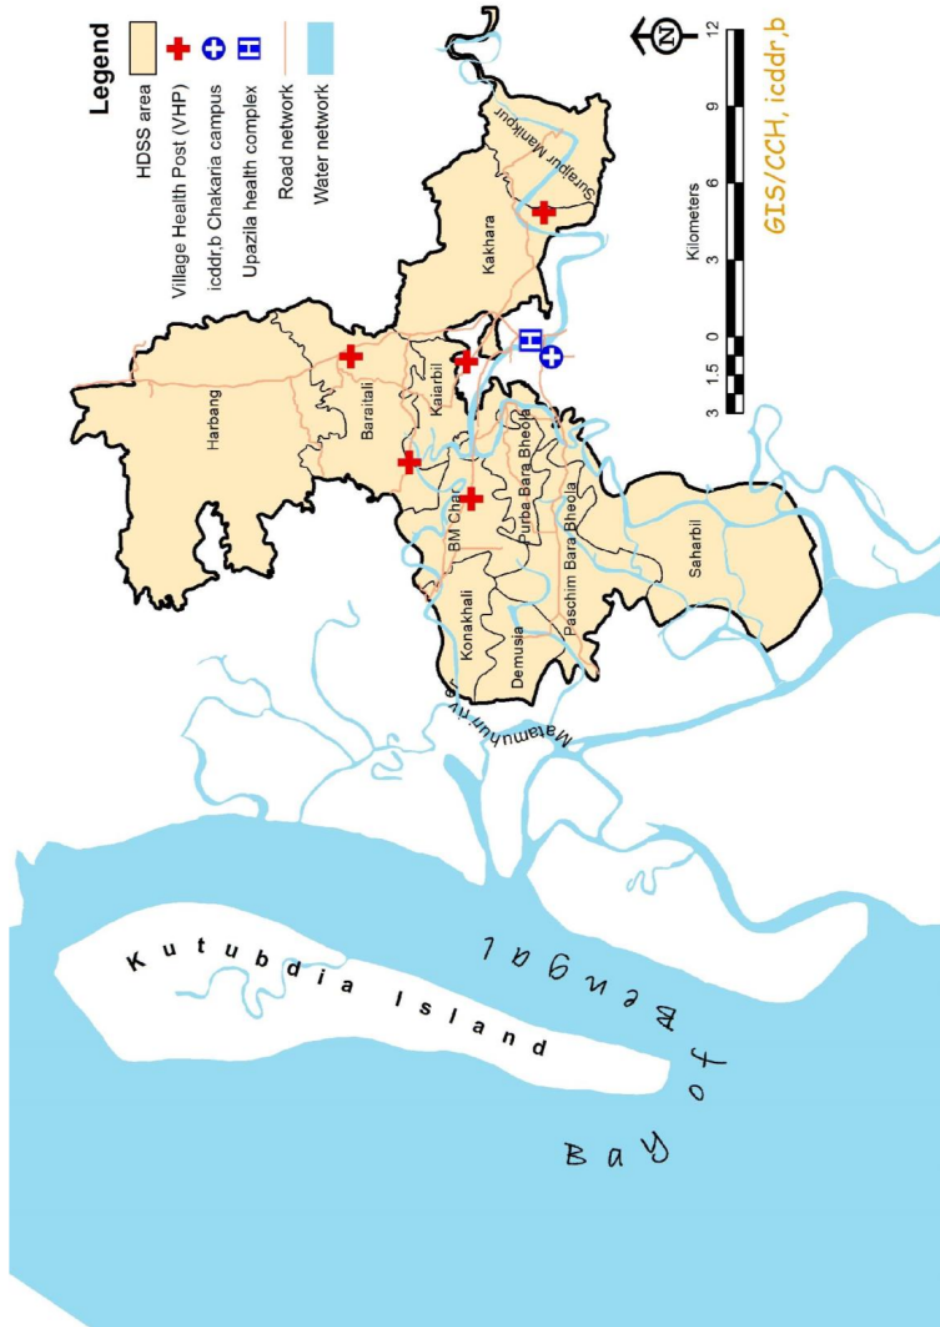 Legend
HDSS area
Village Health Post (VHP)
icddr,b Chakaria campus
Upazila health complex
Road network
Water network
N
Kilometers
3 1.5 0 3 6 9 12
GIS/CCH, icddr,b
Harbang
Baraitali
Kaiarbil
Kakhara
Surajpur Manikpur
H
BM Char
Purba Bara Bheola
Paschim Bara Bheola
Konakhali
Demusia
Saharbil
Matamuhuri river
Kutubdia Island
Bay of Bengal